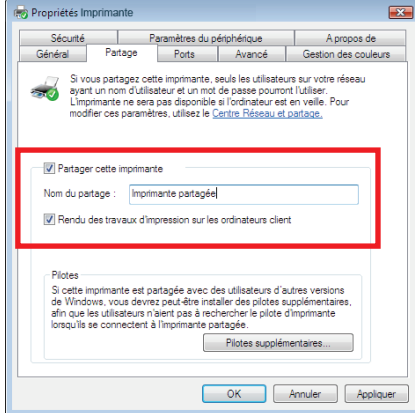 Propriétés Imprimante
Sécurité Paramètres du périphérique A propos de
Général Partage Ports Avancé Gestion des couleurs
Si vous partagez cette imprimante, seuls les utilisateurs sur votre réseau
ayant un nom d'utilisateur et un mot de passe pourront l'utiliser.
L'imprimante ne sera pas disponible si l'ordinateur est en veille. Pour
modifier ces paramètres, utilisez le Centre Réseau et partage.
Partager cette imprimante
Nom du partage : Imprimante partagée
Rendu des travaux d'impression sur les ordinateurs client
Pilotes
Si cette imprimante est partagée avec des utilisateurs d'autres versions
de Windows, vous devrez peut-être installer des pilotes supplémentaires,
afin que les utilisateurs n'aient pas à rechercher le pilote d'imprimante
lorsqu'ils se connectent à l'imprimante partagée.
Pilotes supplémentaires...
OK Annuler Appliquer